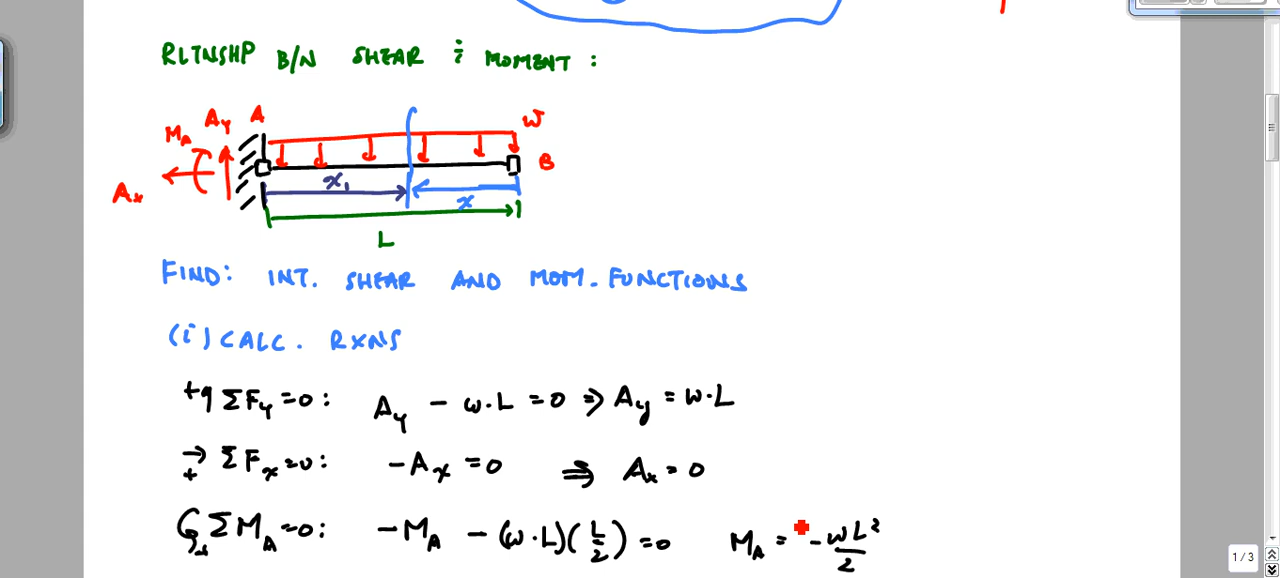 RLTNSHP B/N SHEAR & MOMENT :
MA AY A W
Ax B
x₁ x
L
FIND: INT. SHEAR AND MOM. FUNCTIONS
(i) CALC. RXNS
+↑ ΣFy=0: Ay - w·L = 0 ⇒ Ay = w·L
→+ ΣFx=0: -Ax = 0 ⇒ Ax = 0
↺+ ΣMA=0: -MA - (w·L)(L/2) = 0 MA = -wL²/2
1 / 3